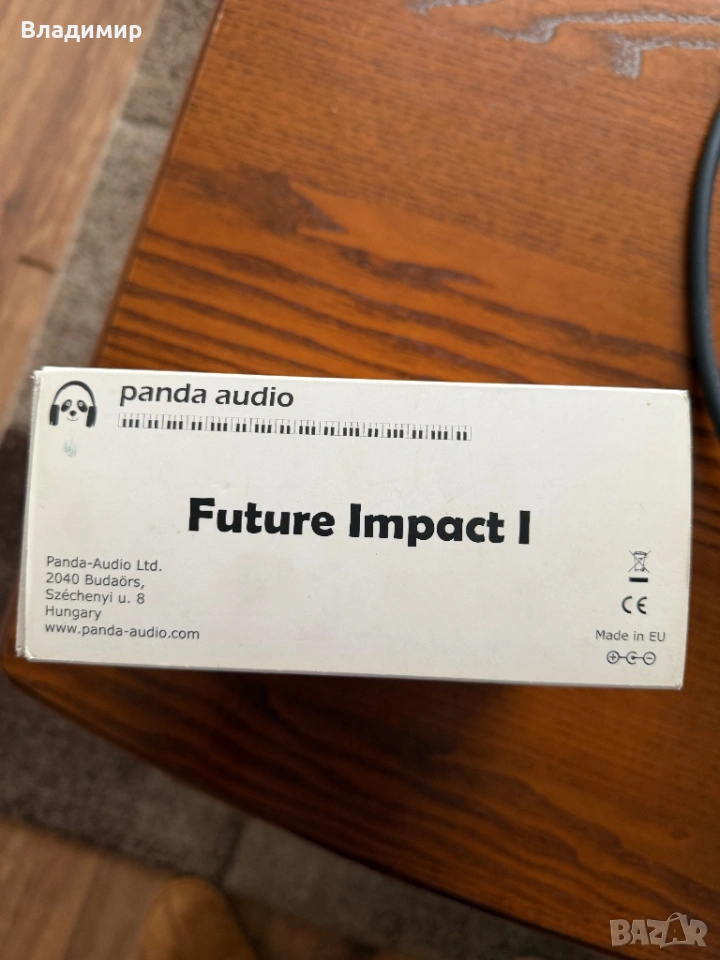 Владимир
panda audio
Future Impact I
Panda-Audio Ltd.
2040 Budaörs,
Széchenyi u. 8
Hungary
www.panda-audio.com
CE
Made in EU
BAZAR